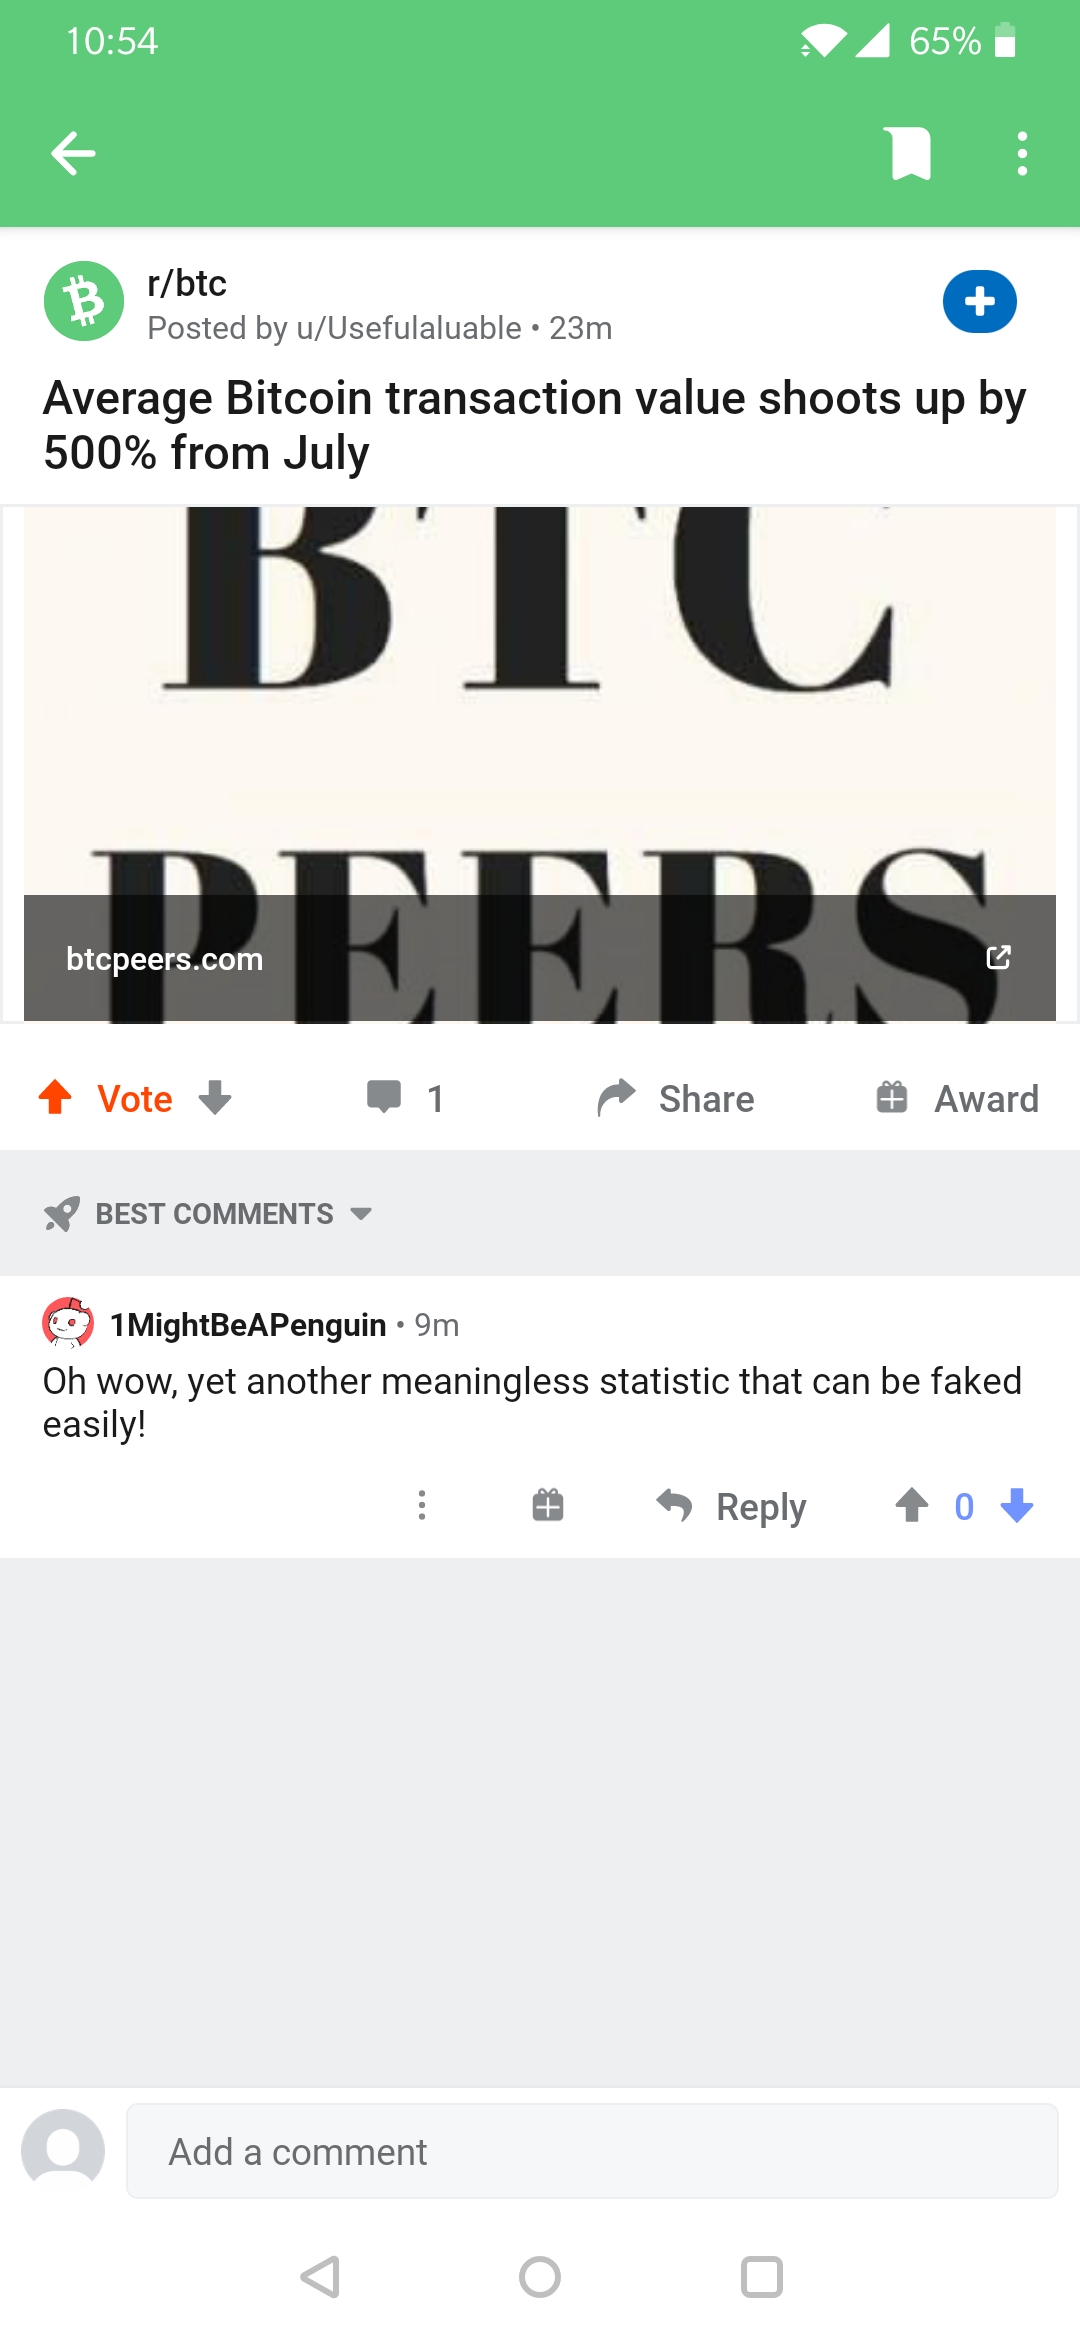 10:54
65%
r/btc
Posted by u/Usefulaluable • 23m
Average Bitcoin transaction value shoots up by
500% from July
BTC
PEERS
btcpeers.com
Vote
1
Share
Award
BEST COMMENTS
1MightBeAPenguin • 9m
Oh wow, yet another meaningless statistic that can be faked
easily!
Reply
0
Add a comment